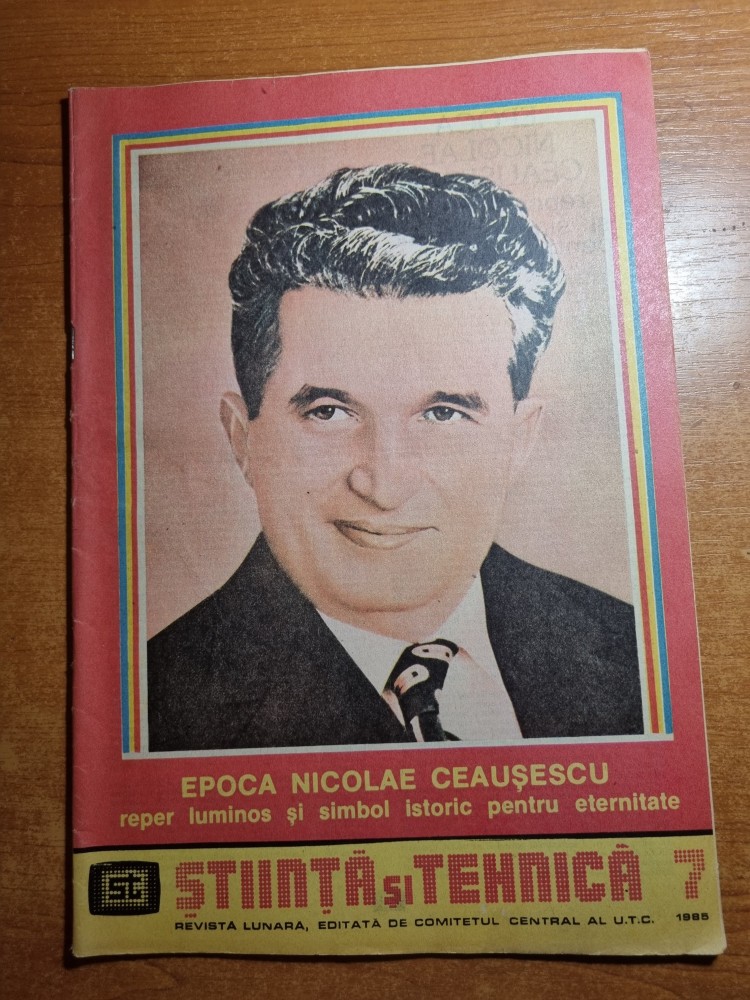 EPOCA NICOLAE CEAUȘESCU
reper luminos și simbol istoric pentru eternitate
ȘTIINȚĂ ȘI TEHNICĂ 7
REVISTĂ LUNARĂ, EDITATĂ DE COMITETUL CENTRAL AL U.T.C. 1985